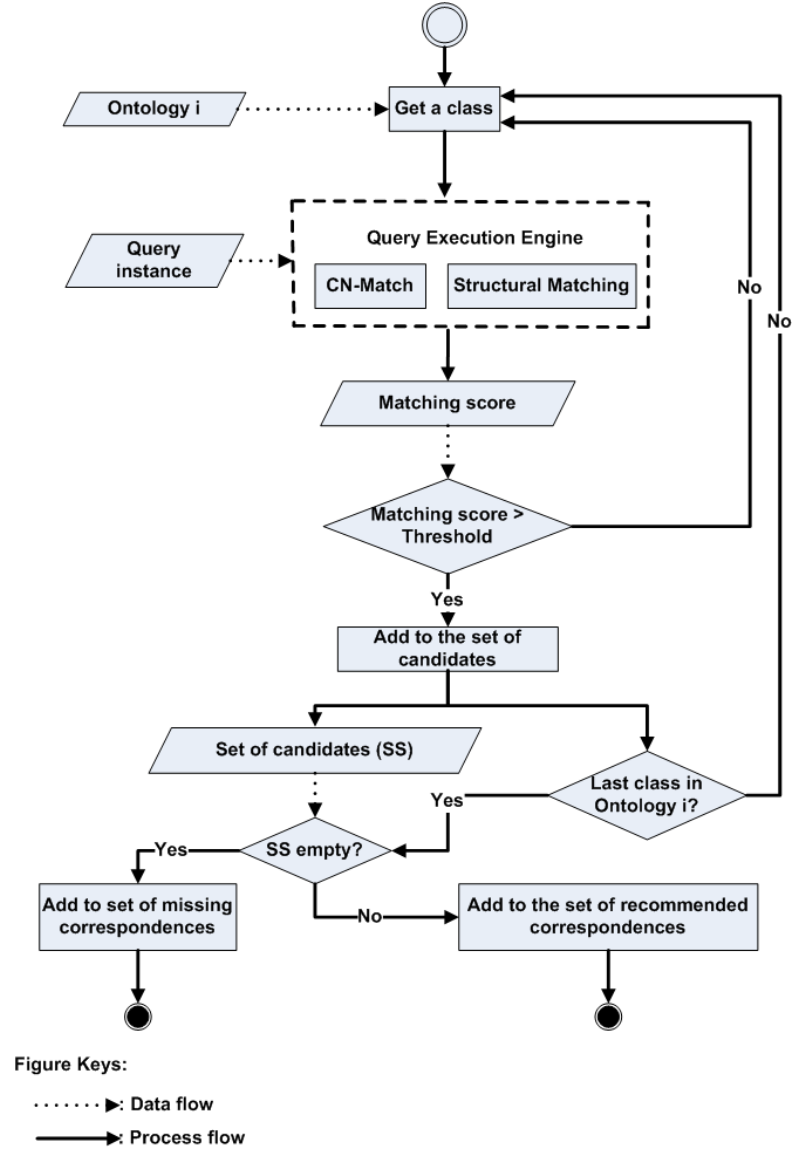 Ontology i
Get a class
Query
instance
Query Execution Engine
CN-Match
Structural Matching
No
No
Matching score
Matching score >
Threshold
Yes
Add to the set of
candidates
Set of candidates (SS)
Last class in
Ontology i?
Yes
SS empty?
Yes
Add to set of missing
correspondences
No
Add to the set of recommended
correspondences
Figure Keys:
: Data flow
: Process flow